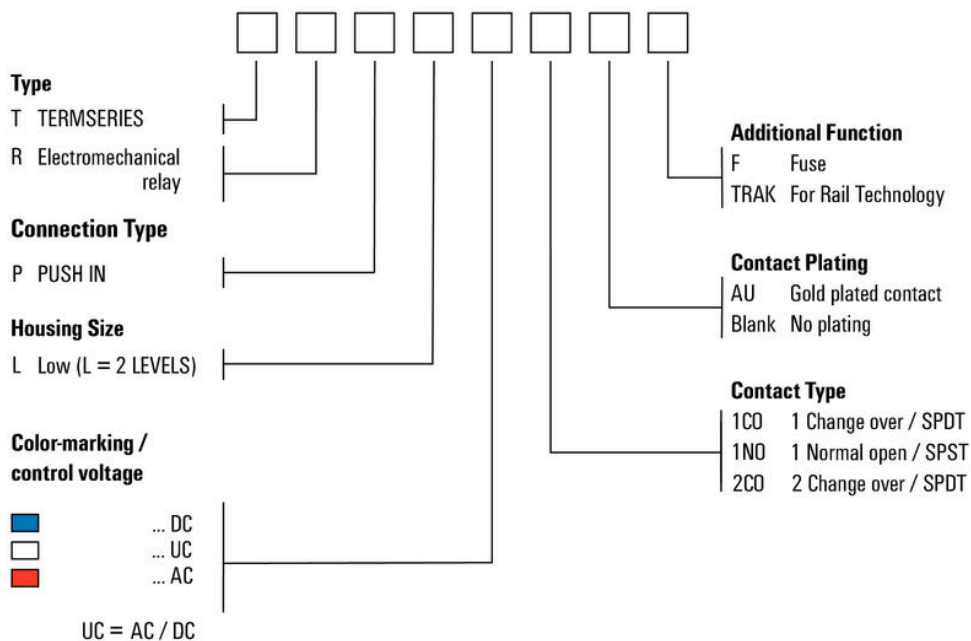 Type
T TERMSERIES
R Electromechanical
relay
Connection Type
P PUSH IN
Housing Size
L Low (L = 2 LEVELS)
Color-marking /
control voltage
... DC
... UC
... AC
UC = AC / DC
Additional Function
F Fuse
TRAK For Rail Technology
Contact Plating
AU Gold plated contact
Blank No plating
Contact Type
1CO 1 Change over / SPDT
1NO 1 Normal open / SPST
2CO 2 Change over / SPDT